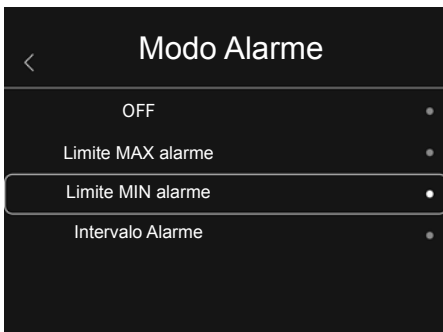 Modo Alarme
OFF
Limite MAX alarme
Limite MIN alarme
Intervalo Alarme